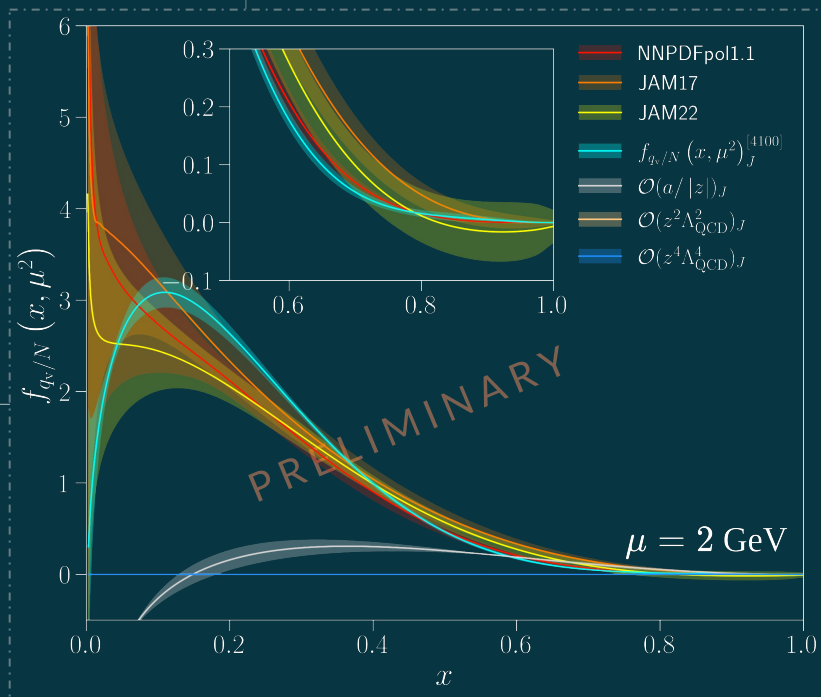 6
5
4
3
2
1
0
0.0
0.2
0.4
0.6
0.8
1.0
x
f_{q_v/N} (x, μ²)
0.3
0.2
0.1
0.0
−0.1
0.6
0.8
1.0
NNPDFpol1.1
JAM17
JAM22
f_{q_v/N} (x, μ²)_J^{[4100]}
𝒪(a/|z|)_J
𝒪(z²Λ²_QCD)_J
𝒪(z⁴Λ⁴_QCD)_J
PRELIMINARY
μ = 2 GeV